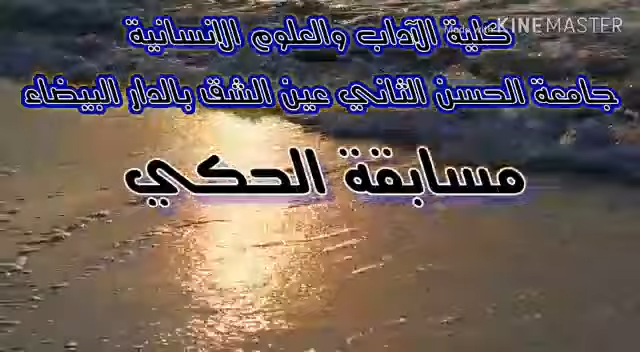 كلية الآداب والعلوم الانسانية
KINEMASTER
جامعة الحسن الثاني عين الشق بالدار البيضاء
مسابقة الحكي